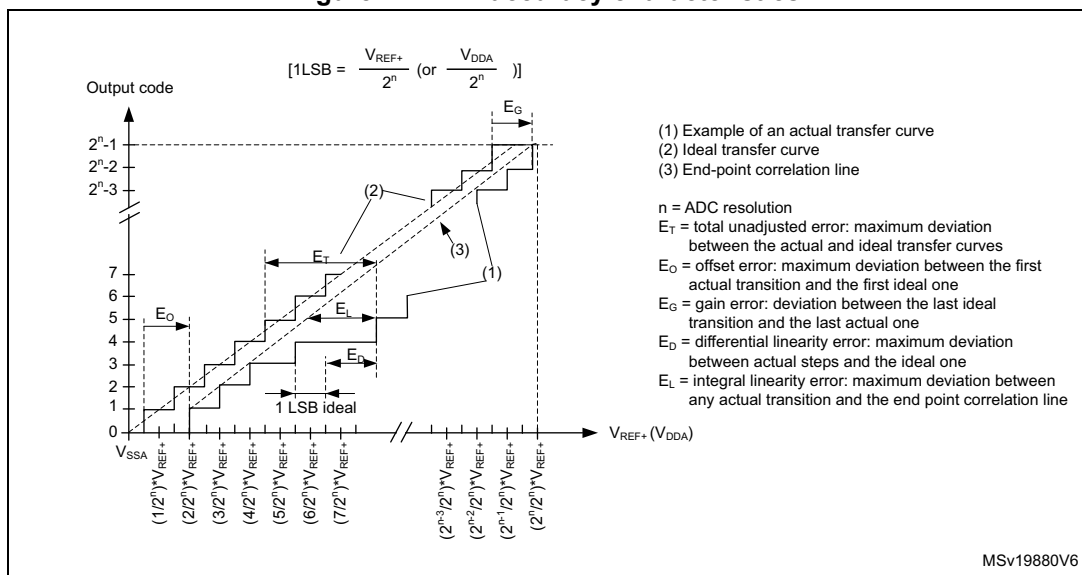 [1LSB = V_REF+ / 2^n (or V_DDA / 2^n )]
Output code
E_G
2^n-1
2^n-2
2^n-3
7
6
5
4
3
2
1
0
(2)
(3)
(1)
E_T
E_O
E_L
E_D
1 LSB ideal
V_SSA
(1/2^n)*V_REF+
(2/2^n)*V_REF+
(3/2^n)*V_REF+
(4/2^n)*V_REF+
(5/2^n)*V_REF+
(6/2^n)*V_REF+
(7/2^n)*V_REF+
(2^n-3/2^n)*V_REF+
(2^n-2/2^n)*V_REF+
(2^n-1/2^n)*V_REF+
(2^n/2^n)*V_REF+
V_REF+ (V_DDA)
(1) Example of an actual transfer curve
(2) Ideal transfer curve
(3) End-point correlation line
n = ADC resolution
E_T = total unadjusted error: maximum deviation
between the actual and ideal transfer curves
E_O = offset error: maximum deviation between the first
actual transition and the first ideal one
E_G = gain error: deviation between the last ideal
transition and the last actual one
E_D = differential linearity error: maximum deviation
between actual steps and the ideal one
E_L = integral linearity error: maximum deviation between
any actual transition and the end point correlation line
MSv19880V6